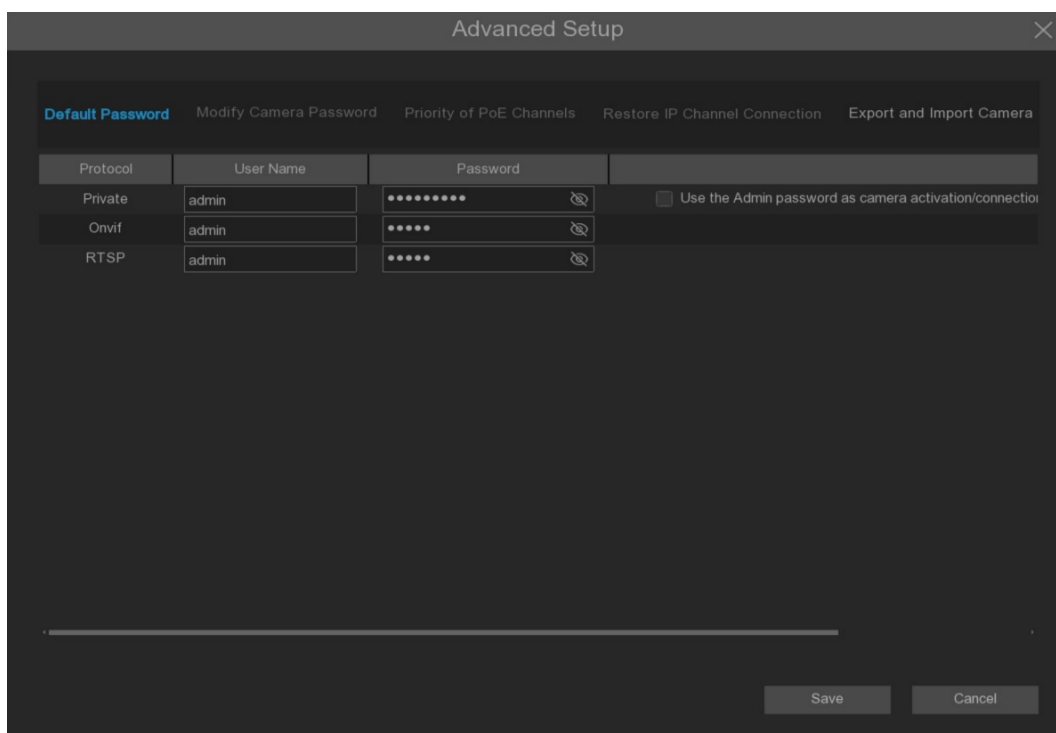 Advanced Setup
Default Password Modify Camera Password Priority of PoE Channels Restore IP Channel Connection Export and Import Camera
Protocol User Name Password
Private admin ••••••••• Use the Admin password as camera activation/connection
Onvif admin •••••
RTSP admin •••••
Save Cancel